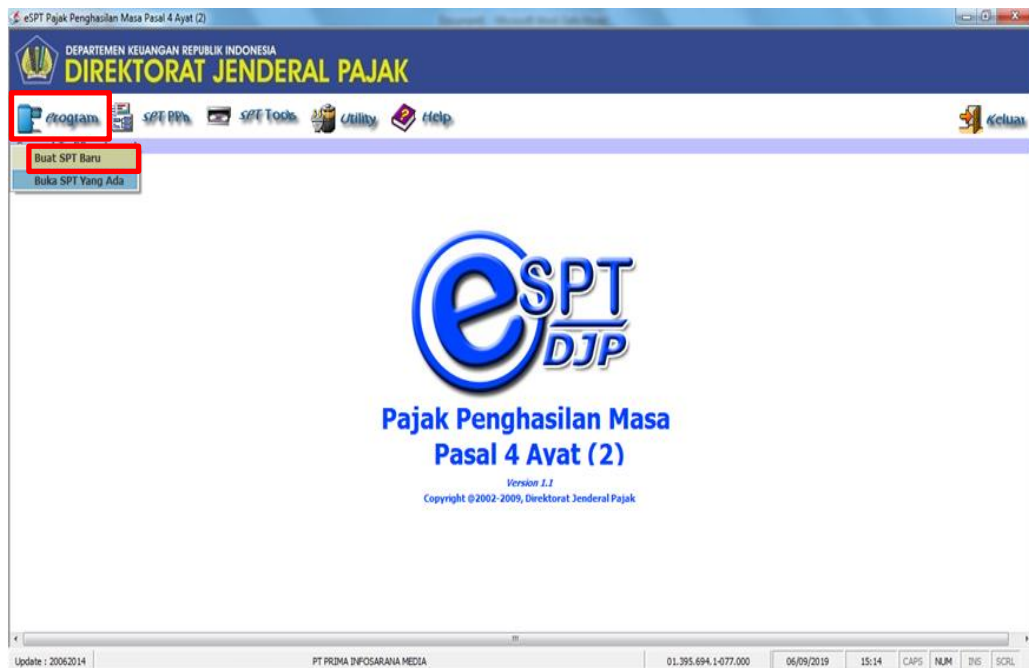 eSPT Pajak Penghasilan Masa Pasal 4 Ayat (2)
DEPARTEMEN KEUANGAN REPUBLIK INDONESIA
DIREKTORAT JENDERAL PAJAK
Program SPT PPh SPT Tools Utility Help Keluar
Buat SPT Baru
Buka SPT Yang Ada
eSPT
DJP
Pajak Penghasilan Masa
Pasal 4 Ayat (2)
Version 1.1
Copyright @2002-2009, Direktorat Jenderal Pajak
Update : 20062014 PT PRIMA INFOSARANA MEDIA 01.395.694.1-077.000 06/09/2019 15:14 CAPS NUM INS SCRL